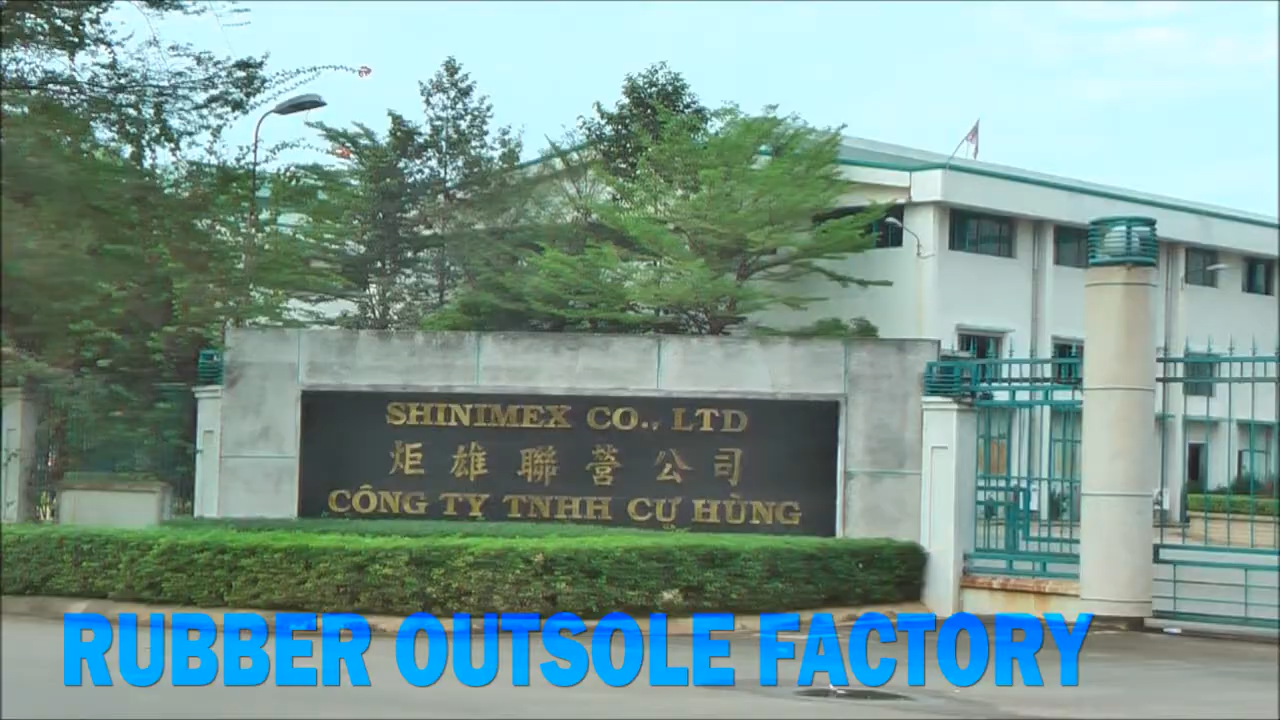 SHINIMEX CO., LTD
炬雄聯營公司
CÔNG TY TNHH CỰ HÙNG
RUBBER OUTSOLE FACTORY